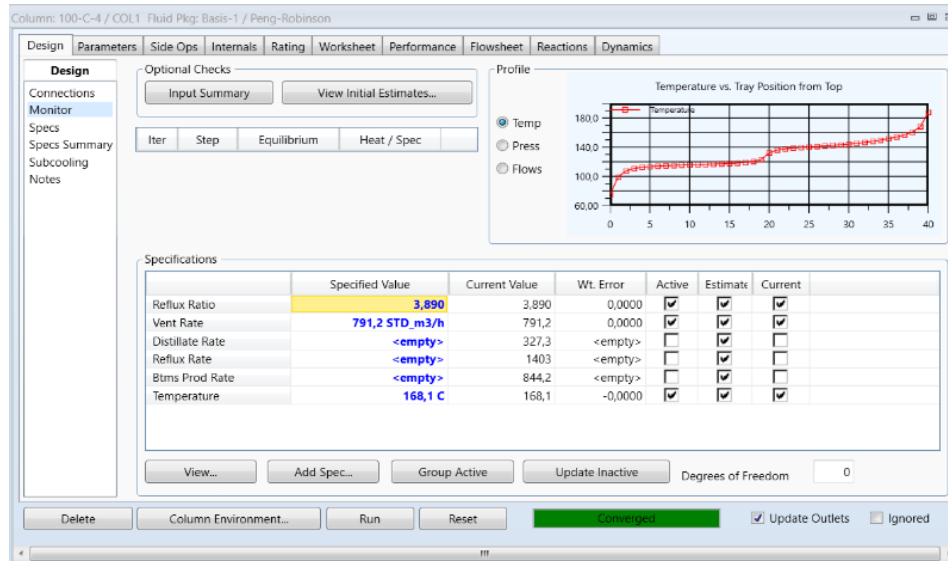 Column: 100-C-4 / COL1 Fluid Pkg: Basis-1 / Peng-Robinson
Design Parameters Side Ops Internals Rating Worksheet Performance Flowsheet Reactions Dynamics
Design
Connections
Monitor
Specs
Specs Summary
Subcooling
Notes
Optional Checks
Input Summary View Initial Estimates...
Iter Step Equilibrium Heat / Spec
Profile
Temp
Press
Flows
Temperature vs. Tray Position from Top
Temperature
180,0
140,0
100,0
60,00
0 5 10 15 20 25 30 35 40
Specifications
Specified Value Current Value Wt. Error Active Estimate Current
Reflux Ratio 3,890 3,890 0,0000
Vent Rate 791,2 STD_m3/h 791,2 0,0000
Distillate Rate <empty> 327,3 <empty>
Reflux Rate <empty> 1403 <empty>
Btms Prod Rate <empty> 844,2 <empty>
Temperature 168,1 C 168,1 -0,0000
View... Add Spec... Group Active Update Inactive Degrees of Freedom 0
Delete Column Environment... Run Reset Converged Update Outlets Ignored